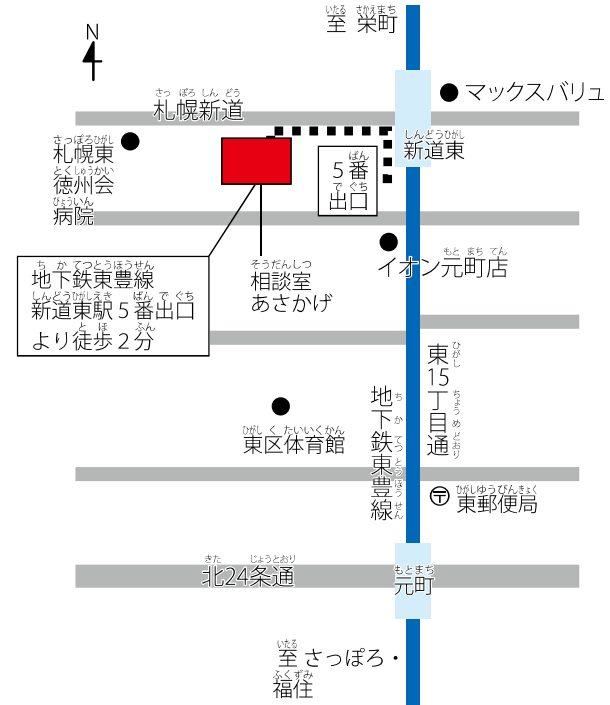 至 栄町
N
マックスバリュ
札幌新道
新道東
札幌東
徳州会
病院
5番
出口
イオン元町店
地下鉄東豊線
新道東駅5番出口
より徒歩2分
相談室
あさかげ
東15丁目通
地下鉄東豊線
東区体育館
〒東郵便局
北24条通
元町
至 さっぽろ・
福住